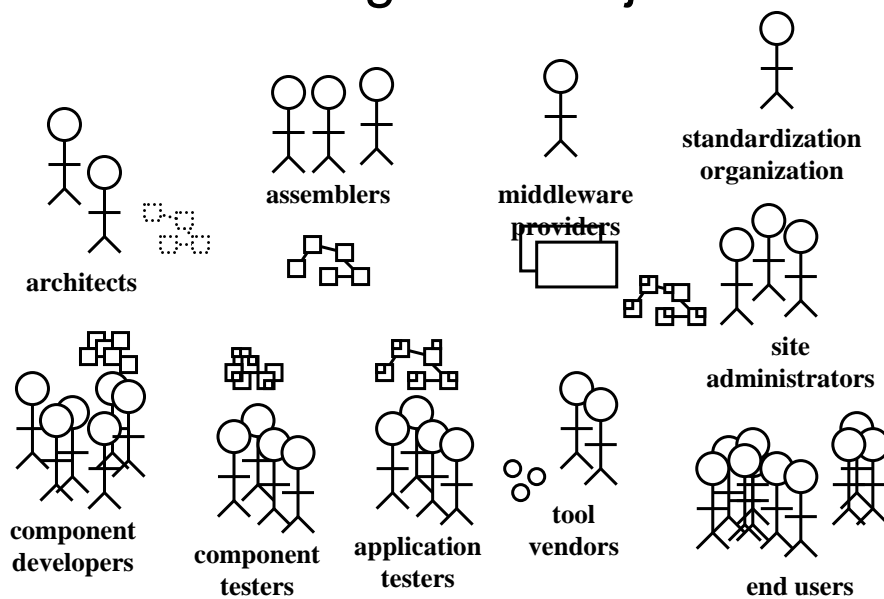 standardization
organization
assemblers
middleware
providers
architects
site
administrators
component
developers
component
testers
application
testers
tool
vendors
end users